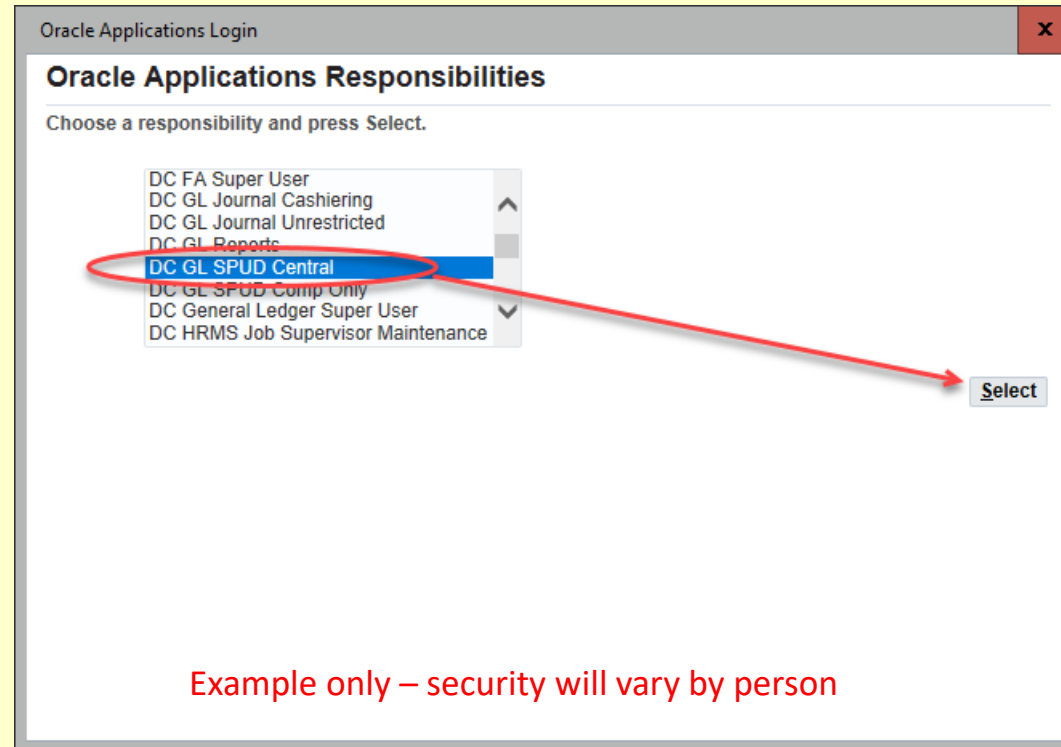 Oracle Applications Login
x
Oracle Applications Responsibilities
Choose a responsibility and press Select.
DC FA Super User
DC GL Journal Cashiering
DC GL Journal Unrestricted
DC GL Reports
DC GL SPUD Central
DC GL SPUD Comp Only
DC General Ledger Super User
DC HRMS Job Supervisor Maintenance
Select
Example only – security will vary by person